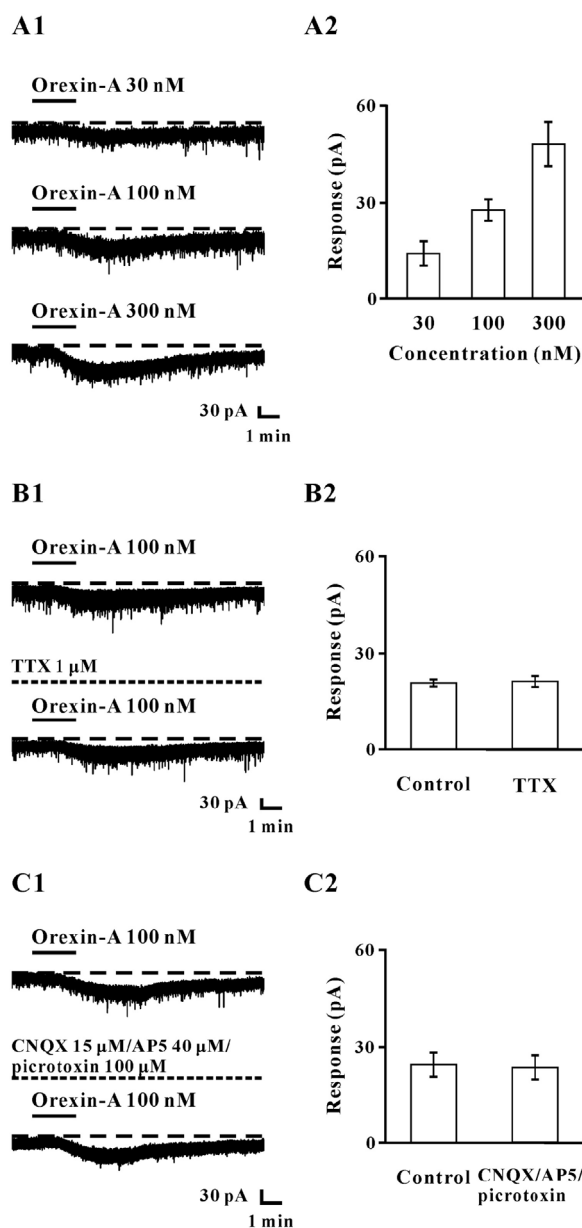 A1
A2
Orexin-A 30 nM
Orexin-A 100 nM
Orexin-A 300 nM
30 pA
1 min
60
30
0
Response (pA)
30 100 300
Concentration (nM)
B1
B2
Orexin-A 100 nM
TTX 1 μM
Orexin-A 100 nM
30 pA
1 min
60
30
0
Response (pA)
Control TTX
C1
C2
Orexin-A 100 nM
CNQX 15 μM/AP5 40 μM/
picrotoxin 100 μM
Orexin-A 100 nM
30 pA
1 min
60
30
0
Response (pA)
Control CNQX/AP5/
picrotoxin